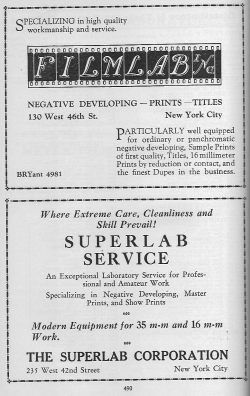 SPECIALIZING in high quality
workmanship and service.
FILMLAB INC
NEGATIVE DEVELOPING — PRINTS — TITLES
130 West 46th St. New York City
PARTICULARLY well equipped
for ordinary or panchromatic
negative developing, Sample Prints
of first quality, Titles, 16 millimeter
Prints by reduction or contact, and
the finest Dupes in the business.
BRYant 4981
Where Extreme Care, Cleanliness and
Skill Prevail!
SUPERLAB
SERVICE
An Exceptional Laboratory Service for Profes-
sional and Amateur Work
Specializing in Negative Developing, Master
Prints, and Show Prints
Modern Equipment for 35 m-m and 16 m-m
Work.
THE SUPERLAB CORPORATION
235 West 42nd Street New York City
490